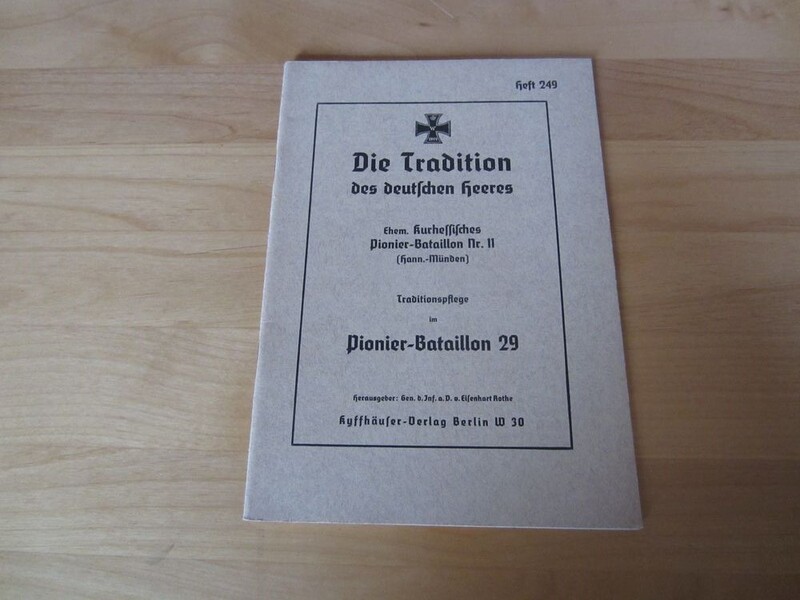 Heft 249
Die Tradition
des deutſchen Heeres
Ehem. Kurheſſiſches
Pionier-Bataillon Nr. 11
(Hann.-Münden)
Traditionspflege
im
Pionier-Bataillon 29
Herausgeber: Gen. d. Inf. a. D. v. Eiſenhart Rothe
Kyffhäuſer-Verlag Berlin W 30